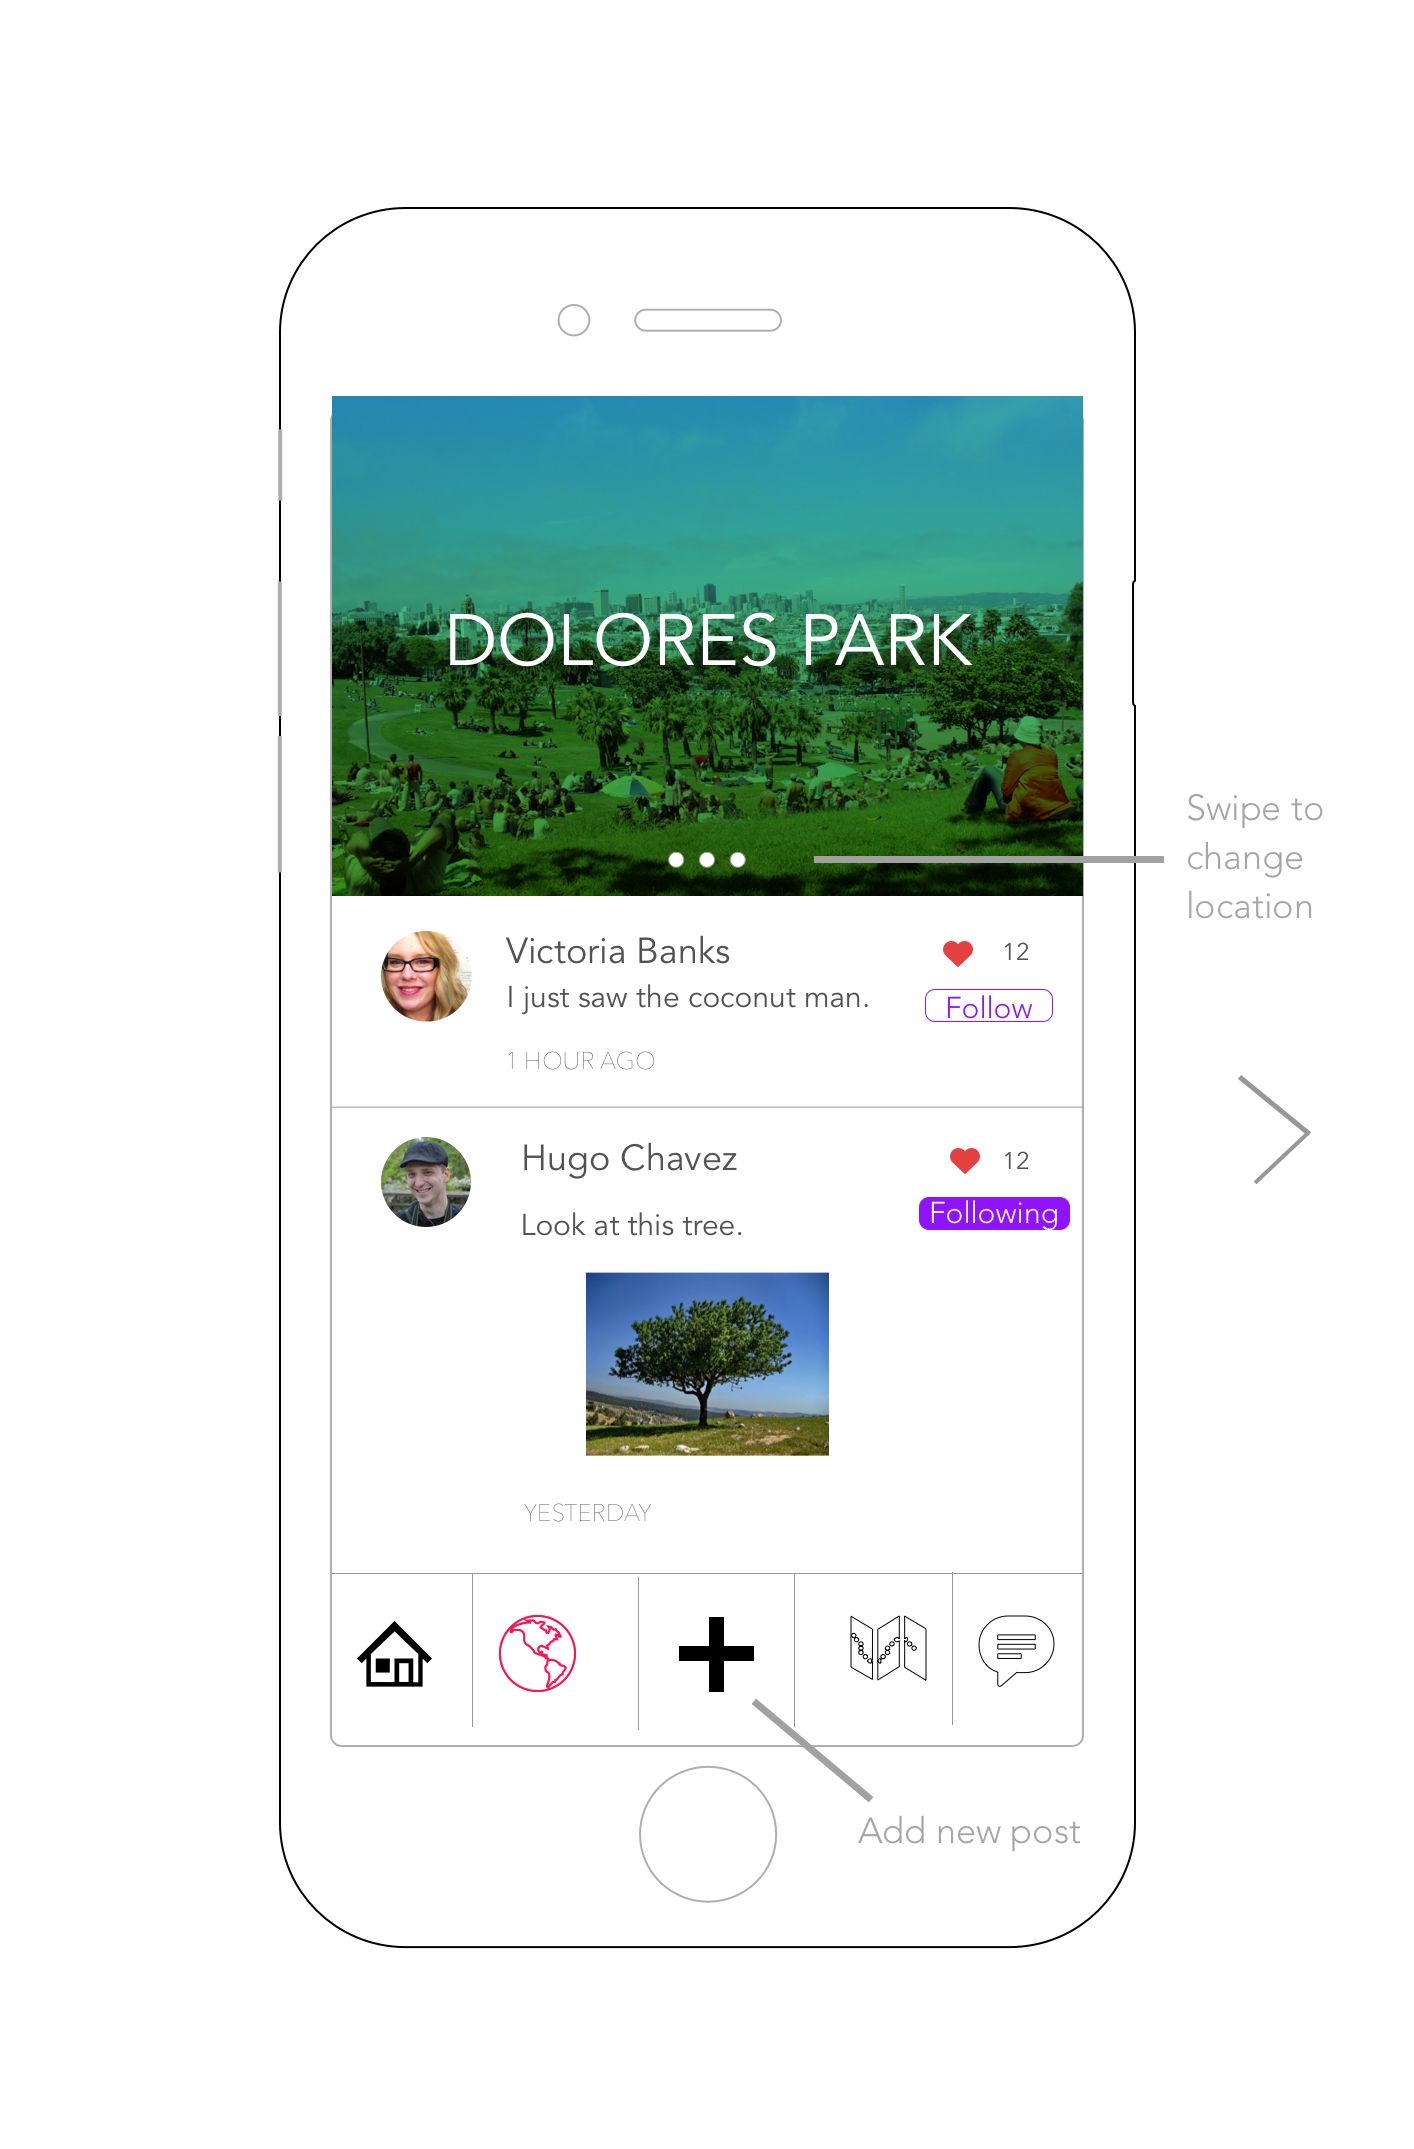 DOLORES PARK
Swipe to
change
location
Victoria Banks
12
I just saw the coconut man.
Follow
1 HOUR AGO
Hugo Chavez
12
Following
Look at this tree.
YESTERDAY
Add new post